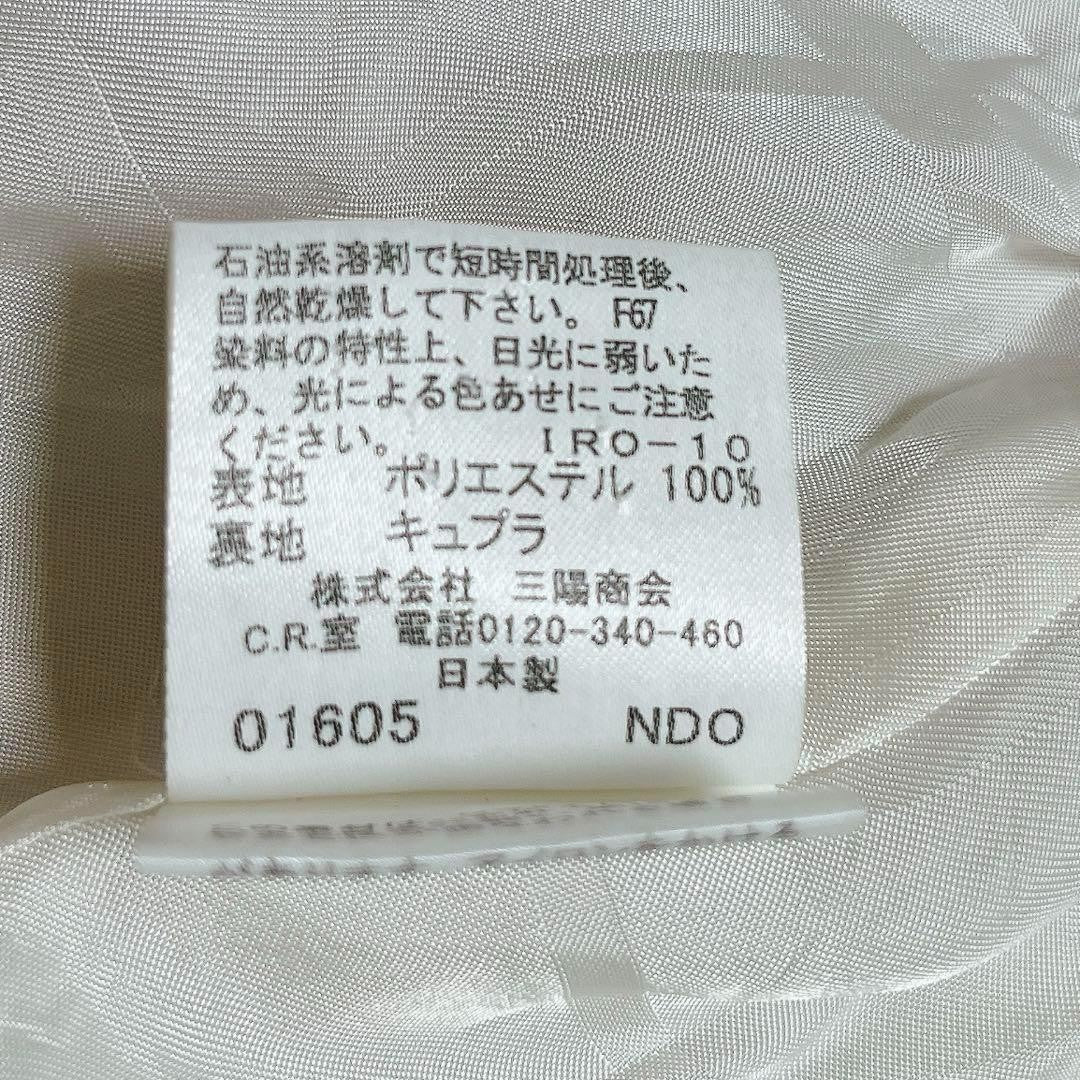 石油系溶剤で短時間処理後、
自然乾燥して下さい。 F67
染料の特性上、日光に弱いた
め、光による色あせにご注意
ください。 IRO-10
表地 ポリエステル 100%
裏地 キュプラ
株式会社 三陽商会
C.R.室 電話0120-340-460
日本製
01605 NDO